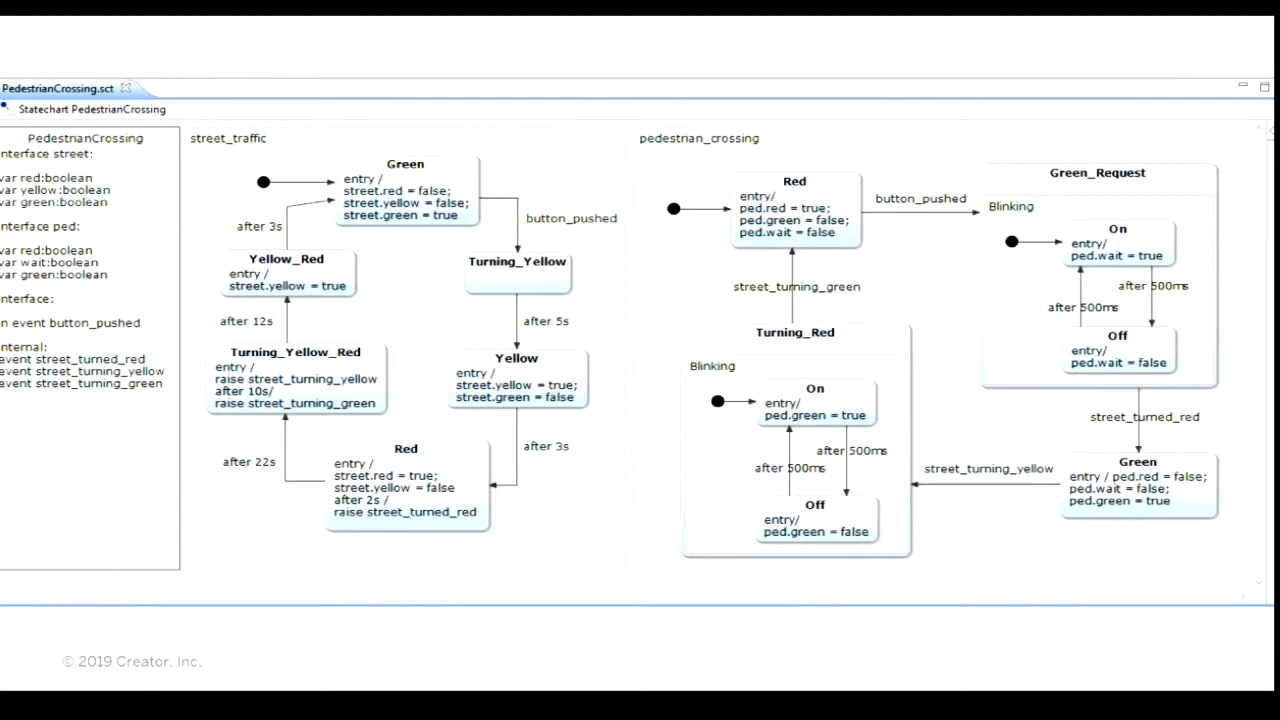 PedestrianCrossing.sct
Statechart PedestrianCrossing
PedestrianCrossing
nterface street:
var red:boolean
var yellow:boolean
var green:boolean
nterface ped:
var red:boolean
var wait:boolean
var green:boolean
nterface:
n event button_pushed
nternal:
event street_turned_red
event street_turning_yellow
event street_turning_green
street_traffic
Green
entry /
street.red = false;
street.yellow = false;
street.green = true
button_pushed
Turning_Yellow
after 5s
Yellow
entry /
street.yellow = true;
street.green = false
after 3s
Red
entry /
street.red = true;
street.yellow = false
after 2s /
raise street_turned_red
after 22s
Turning_Yellow_Red
entry /
raise street_turning_yellow
after 10s/
raise street_turning_green
after 12s
Yellow_Red
entry /
street.yellow = true
after 3s
pedestrian_crossing
Red
entry/
ped.red = true;
ped.green = false;
ped.wait = false
button_pushed
Green_Request
Blinking
On
entry/
ped.wait = true
after 500ms
after 500ms
Off
entry/
ped.wait = false
street_turned_red
Green
entry / ped.red = false;
ped.wait = false;
ped.green = true
street_turning_yellow
Turning_Red
Blinking
On
entry/
ped.green = true
after 500ms
after 500ms
Off
entry/
ped.green = false
street_turning_green
© 2019 Creator, Inc.